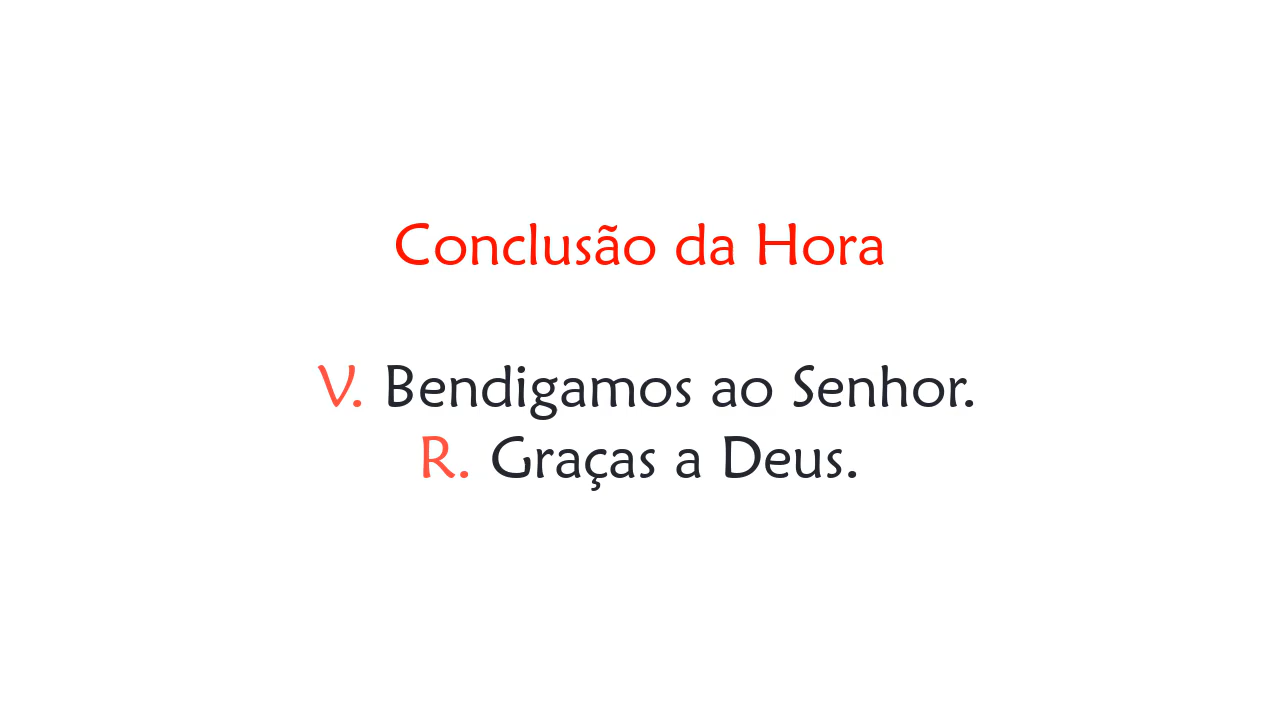 Conclusão da Hora
V. Bendigamos ao Senhor.
R. Graças a Deus.